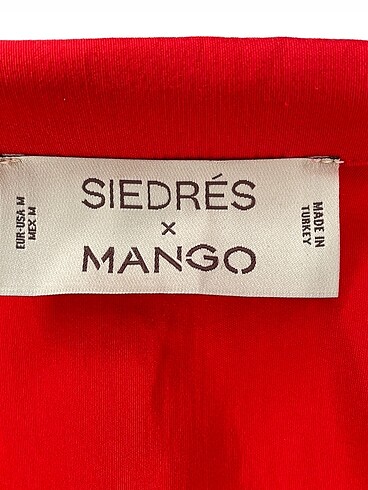 EUR-USA M
MEX M
SIEDRÉS
×
MANGO
MADE IN
TURKEY